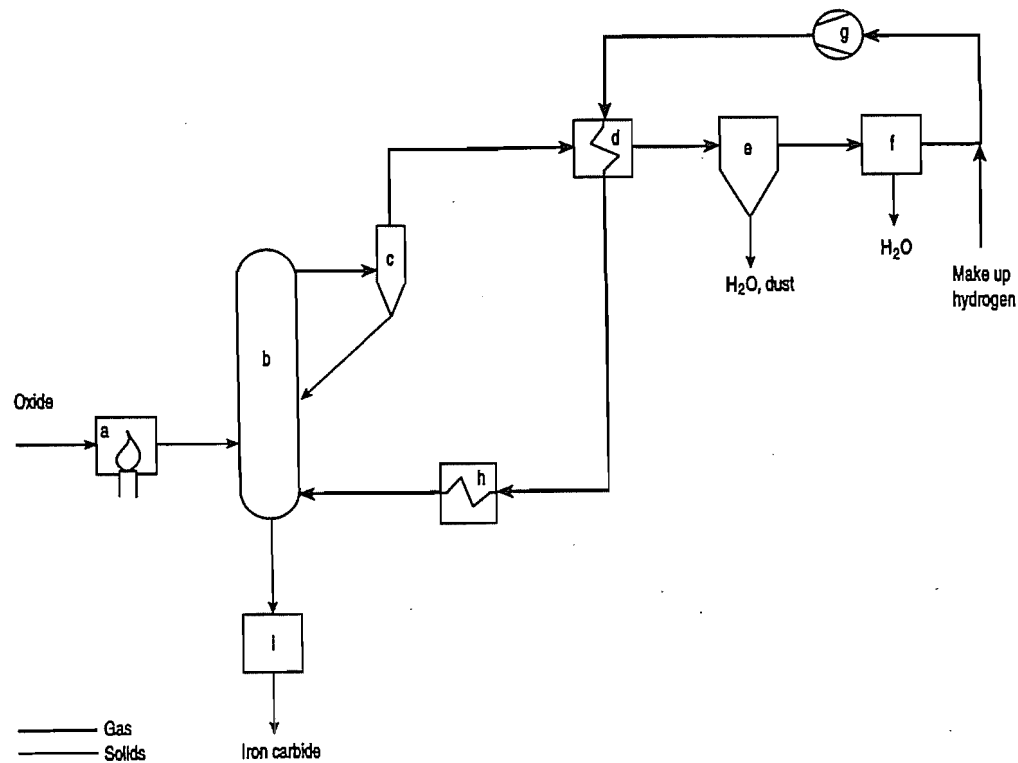 g
d
e
f
H₂O
H₂O, dust
Make up
hydrogen
c
b
Oxide
a
h
i
Gas
Solids
Iron carbide